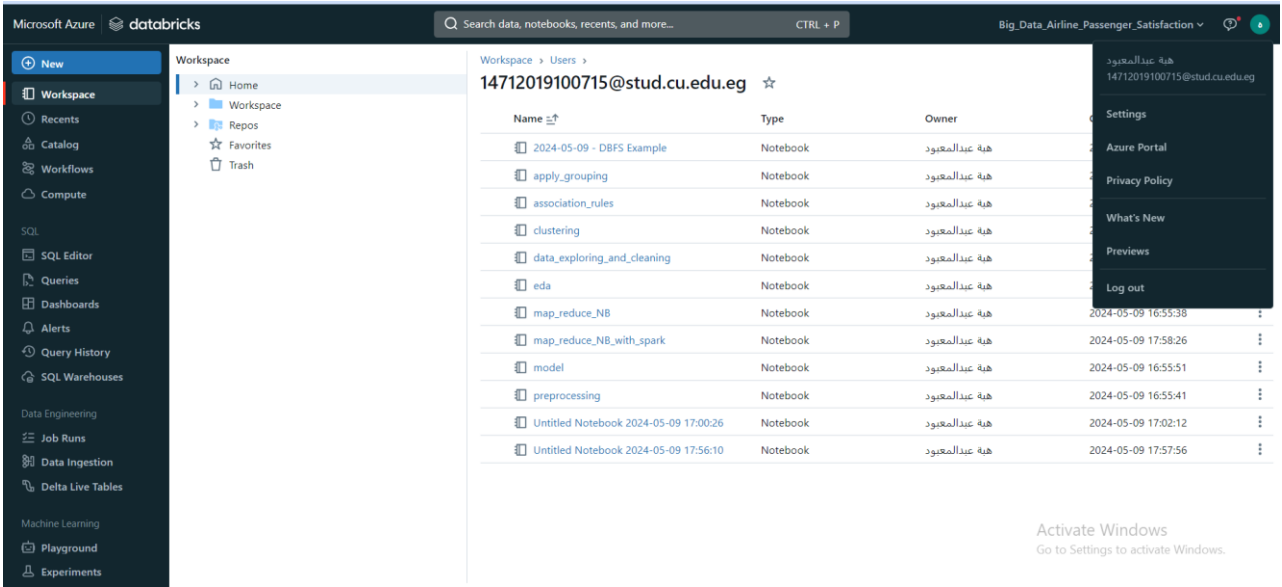 Microsoft Azure databricks Search data, notebooks, recents, and more... CTRL + P Big_Data_Airline_Passenger_Satisfaction
New
Workspace
Recents
Catalog
Workflows
Compute
SQL
SQL Editor
Queries
Dashboards
Alerts
Query History
SQL Warehouses
Data Engineering
Job Runs
Data Ingestion
Delta Live Tables
Machine Learning
Playground
Experiments
Workspace
Home
Workspace
Repos
Favorites
Trash
Workspace > Users >
14712019100715@stud.cu.edu.eg
Name Type Owner
2024-05-09 - DBFS Example Notebook هبة عبدالمعبود
apply_grouping Notebook هبة عبدالمعبود
association_rules Notebook هبة عبدالمعبود
clustering Notebook هبة عبدالمعبود
data_exploring_and_cleaning Notebook هبة عبدالمعبود
eda Notebook هبة عبدالمعبود
map_reduce_NB Notebook هبة عبدالمعبود 2024-05-09 16:55:38
map_reduce_NB_with_spark Notebook هبة عبدالمعبود 2024-05-09 17:58:26
model Notebook هبة عبدالمعبود 2024-05-09 16:55:51
preprocessing Notebook هبة عبدالمعبود 2024-05-09 16:55:41
Untitled Notebook 2024-05-09 17:00:26 Notebook هبة عبدالمعبود 2024-05-09 17:02:12
Untitled Notebook 2024-05-09 17:56:10 Notebook هبة عبدالمعبود 2024-05-09 17:57:56
هبة عبدالمعبود
14712019100715@stud.cu.edu.eg
Settings
Azure Portal
Privacy Policy
What's New
Previews
Log out
Activate Windows
Go to Settings to activate Windows.